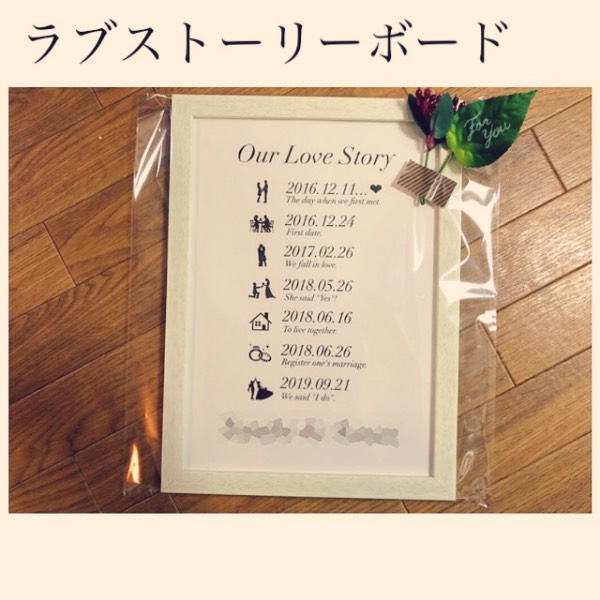 ラブストーリーボード
For
You
Our Love Story
2016.12.11...❤
The day when we first met.
2016.12.24
First date.
2017.02.26
We fall in love.
2018.05.26
She said "Yes"!
2018.06.16
To live together.
2018.06.26
Register one's marriage.
2019.09.21
We said "I do".